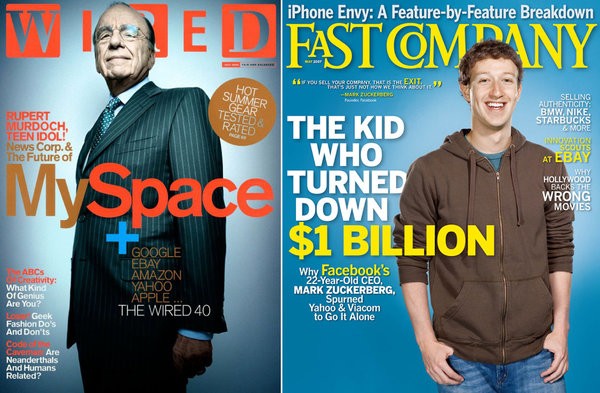 WIRED
HOT
SUMMER
GEAR
TESTED &
RATED
RUPERT
MURDOCH,
TEEN IDOL!
News Corp. &
The Future of
MySpace
+
GOOGLE
EBAY
AMAZON
YAHOO
APPLE ...
THE WIRED 40
The ABCs
of Creativity:
What Kind
Of Genius
Are You?
Geek
Fashion Do's
And Don'ts
Code of the
Caveman: Are
Neanderthals
And Humans
Related?
iPhone Envy: A Feature-by-Feature Breakdown
FAST COMPANY
MAY 2007
“IF YOU SELL YOUR COMPANY, THAT IS THE EXIT.
THAT'S JUST NOT HOW WE THINK ABOUT IT.”
—MARK ZUCKERBERG
Founder, Facebook
THE KID
WHO
TURNED
DOWN
$1 BILLION
Why Facebook's
22-Year-Old CEO,
MARK ZUCKERBERG,
Spurned
Yahoo & Viacom
to Go It Alone
SELLING
AUTHENTICITY:
BMW, NIKE,
STARBUCKS
& MORE
INNOVATION
SCOUTS
AT EBAY
WHY
HOLLYWOOD
BACKS THE
WRONG
MOVIES